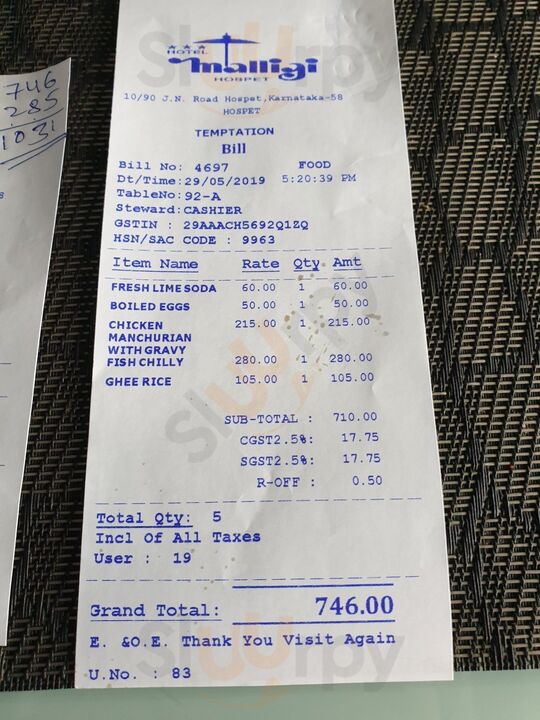 746
285
1031
HOTEL
malligi
HOSPET
10/90 J.N. Road Hospet,Karnataka-58
HOSPET
TEMPTATION
Bill
Bill No: 4697 FOOD
Dt/Time:29/05/2019 5:20:39 PM
TableNo:92-A
Steward:CASHIER
GSTIN : 29AAACH5692Q1ZQ
HSN/SAC CODE : 9963
Item Name Rate Qty Amt
FRESH LIME SODA 60.00 1 60.00
BOILED EGGS 50.00 1 50.00
CHICKEN 215.00 1 215.00
MANCHURIAN
WITH GRAVY
FISH CHILLY 280.00 1 280.00
GHEE RICE 105.00 1 105.00
SUB-TOTAL : 710.00
CGST2.5%: 17.75
SGST2.5%: 17.75
R-OFF : 0.50
Total Qty: 5
Incl Of All Taxes
User : 19
Grand Total: 746.00
E. &O.E. Thank You Visit Again
U.No. : 83
sluurpy
sluurpy
sluurpy